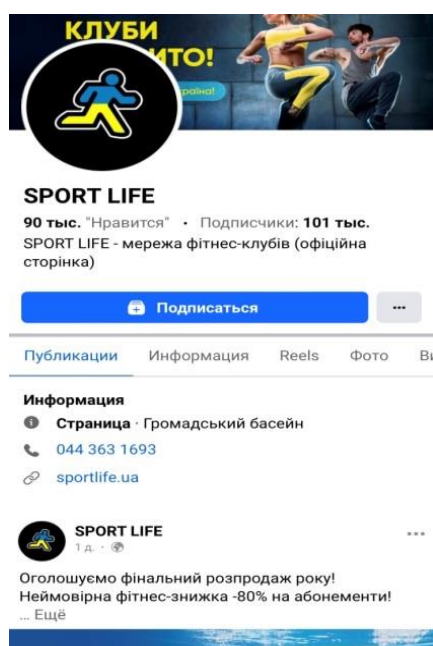 КЛУБИ
SPORT LIFE
90 тыс. "Нравится" • Подписчики: 101 тыс.
SPORT LIFE - мережа фітнес-клубів (офіційна
сторінка)
Подписаться
Публикации Информация Reels Фото
Информация
Страница · Громадський басейн
044 363 1693
sportlife.ua
SPORT LIFE
1 д. ·
Оголошуємо фінальний розпродаж року!
Неймовірна фітнес-знижка -80% на абонементи!
... Ещё